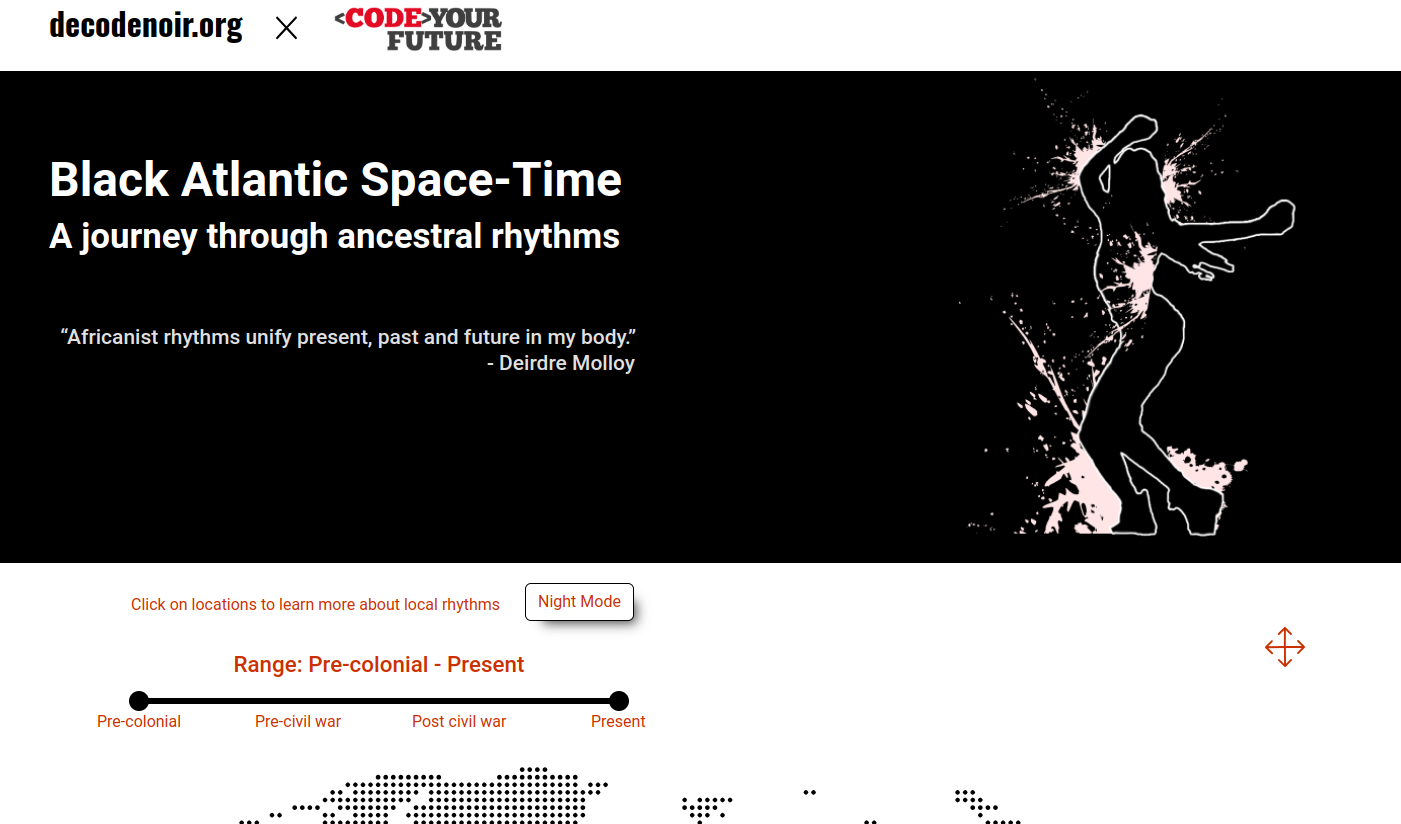 decodenoir.org
<CODE>YOUR
FUTURE
Black Atlantic Space-Time
A journey through ancestral rhythms
“Africanist rhythms unify present, past and future in my body.”
- Deirdre Molloy
Click on locations to learn more about local rhythms
Night Mode
Range: Pre-colonial - Present
Pre-colonial
Pre-civil war
Post civil war
Present